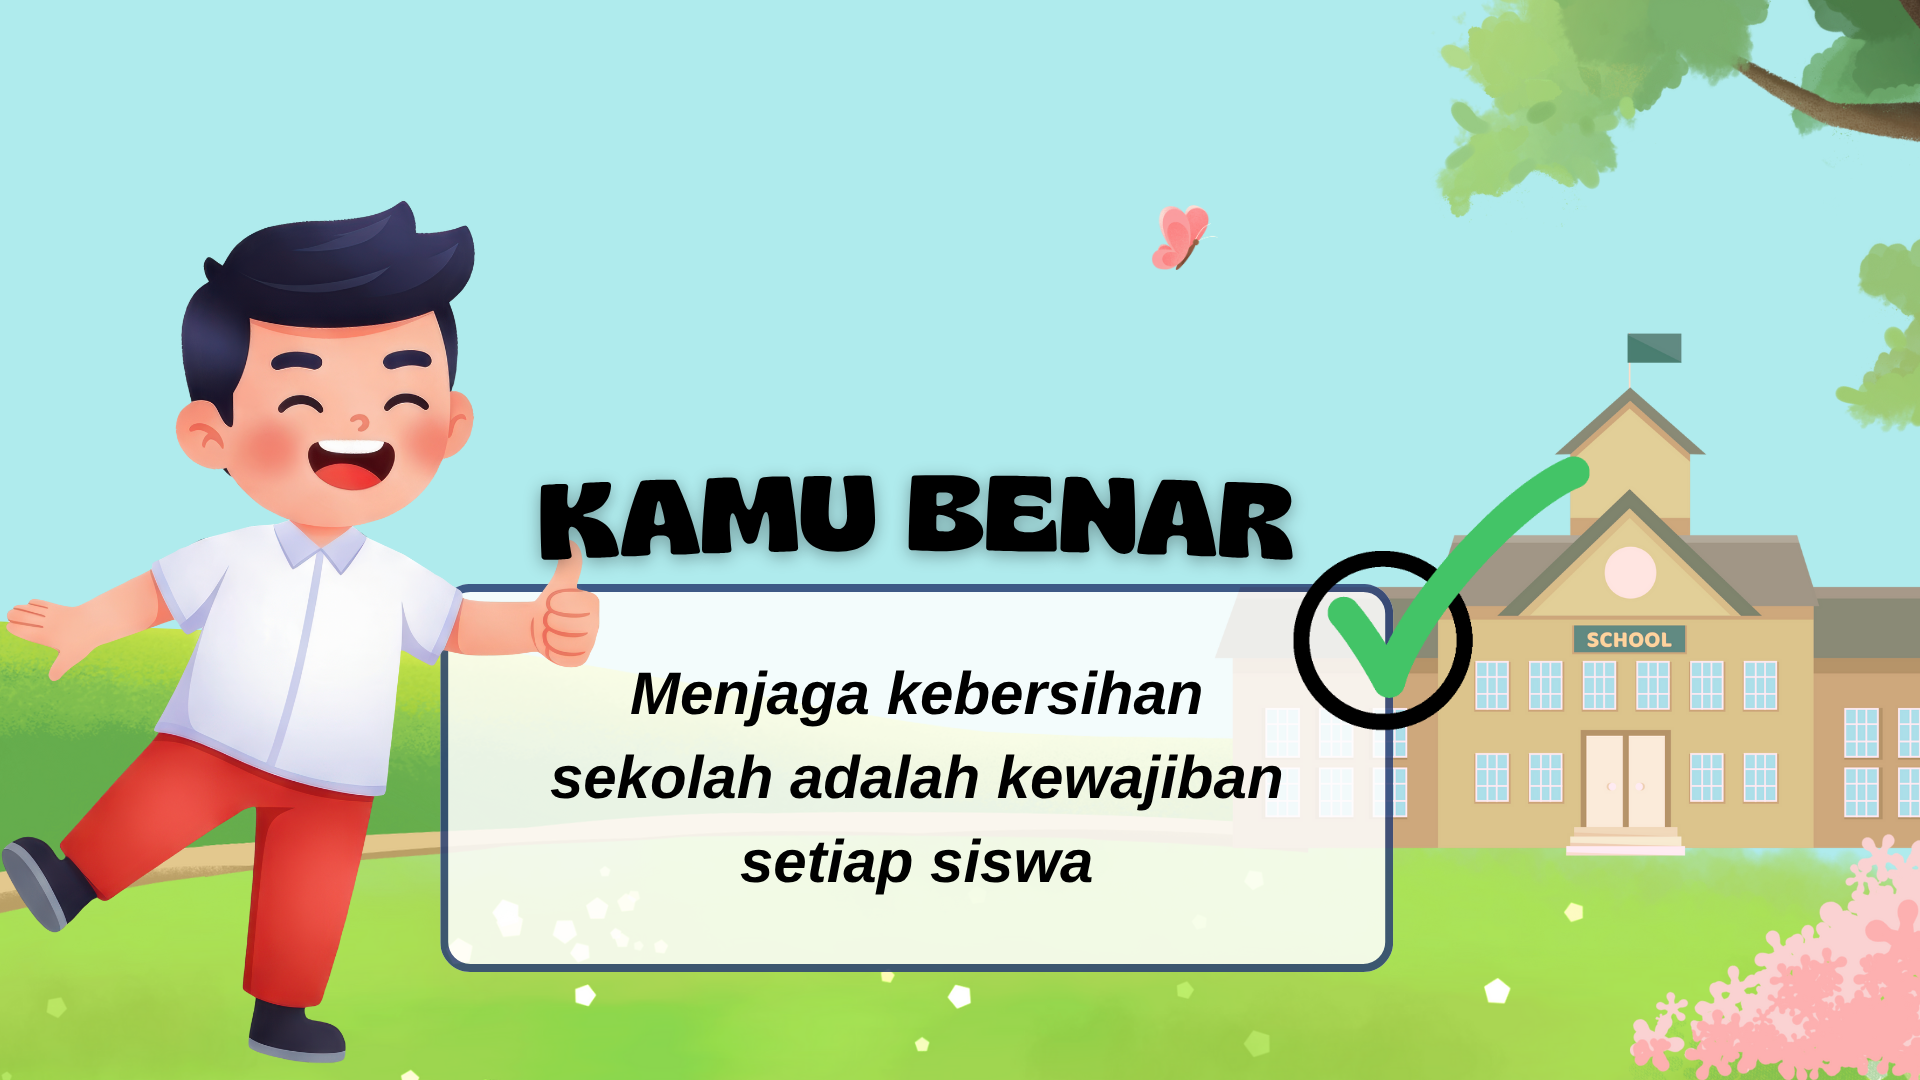 KAMU BENAR
SCHOOL
Menjaga kebersihan
sekolah adalah kewajiban
setiap siswa